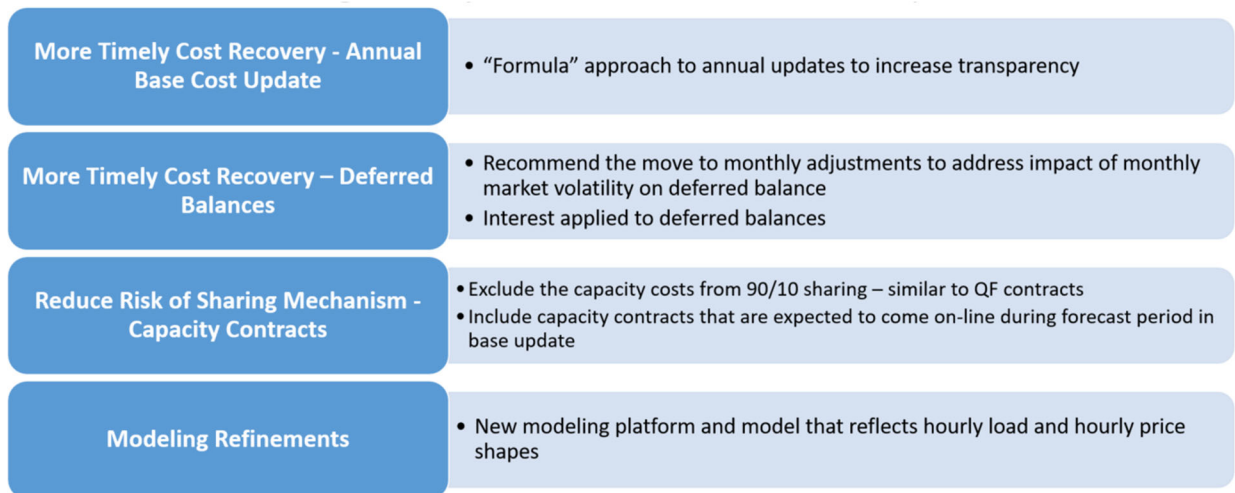 More Timely Cost Recovery - Annual
Base Cost Update
• “Formula” approach to annual updates to increase transparency
More Timely Cost Recovery – Deferred
Balances
• Recommend the move to monthly adjustments to address impact of monthly
market volatility on deferred balance
• Interest applied to deferred balances
Reduce Risk of Sharing Mechanism -
Capacity Contracts
• Exclude the capacity costs from 90/10 sharing – similar to QF contracts
• Include capacity contracts that are expected to come on-line during forecast period in
base update
Modeling Refinements
• New modeling platform and model that reflects hourly load and hourly price
shapes